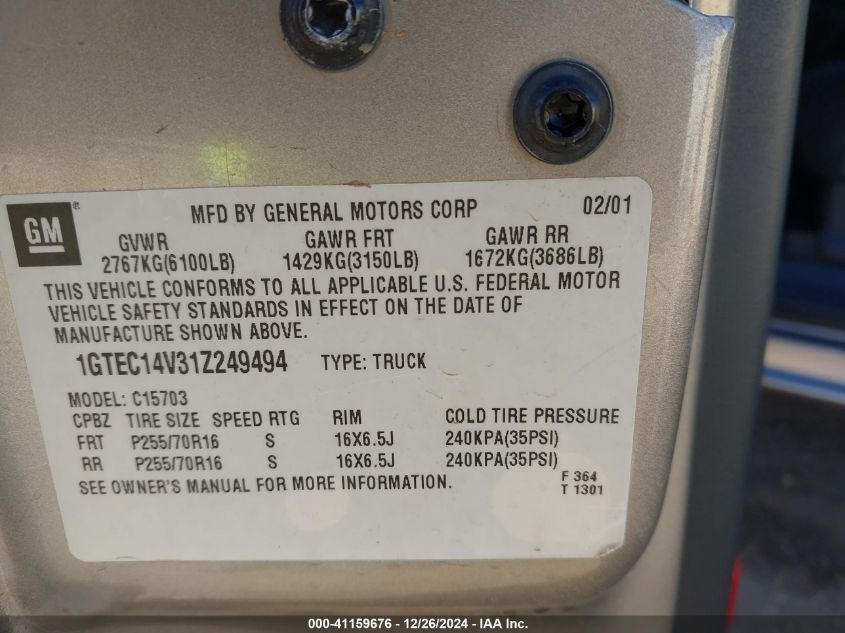 GM ®
MFD BY GENERAL MOTORS CORP 02/01
GVWR GAWR FRT GAWR RR
2767KG(6100LB) 1429KG(3150LB) 1672KG(3686LB)
THIS VEHICLE CONFORMS TO ALL APPLICABLE U.S. FEDERAL MOTOR
VEHICLE SAFETY STANDARDS IN EFFECT ON THE DATE OF
MANUFACTURE SHOWN ABOVE.
1GTEC14V31Z249494 TYPE: TRUCK
MODEL: C15703
CPBZ TIRE SIZE SPEED RTG RIM COLD TIRE PRESSURE
FRT P255/70R16 S 16X6.5J 240KPA(35PSI)
RR P255/70R16 S 16X6.5J 240KPA(35PSI)
SEE OWNER'S MANUAL FOR MORE INFORMATION.
F 364
T 1301
000-41159676 - 12/26/2024 - IAA Inc.